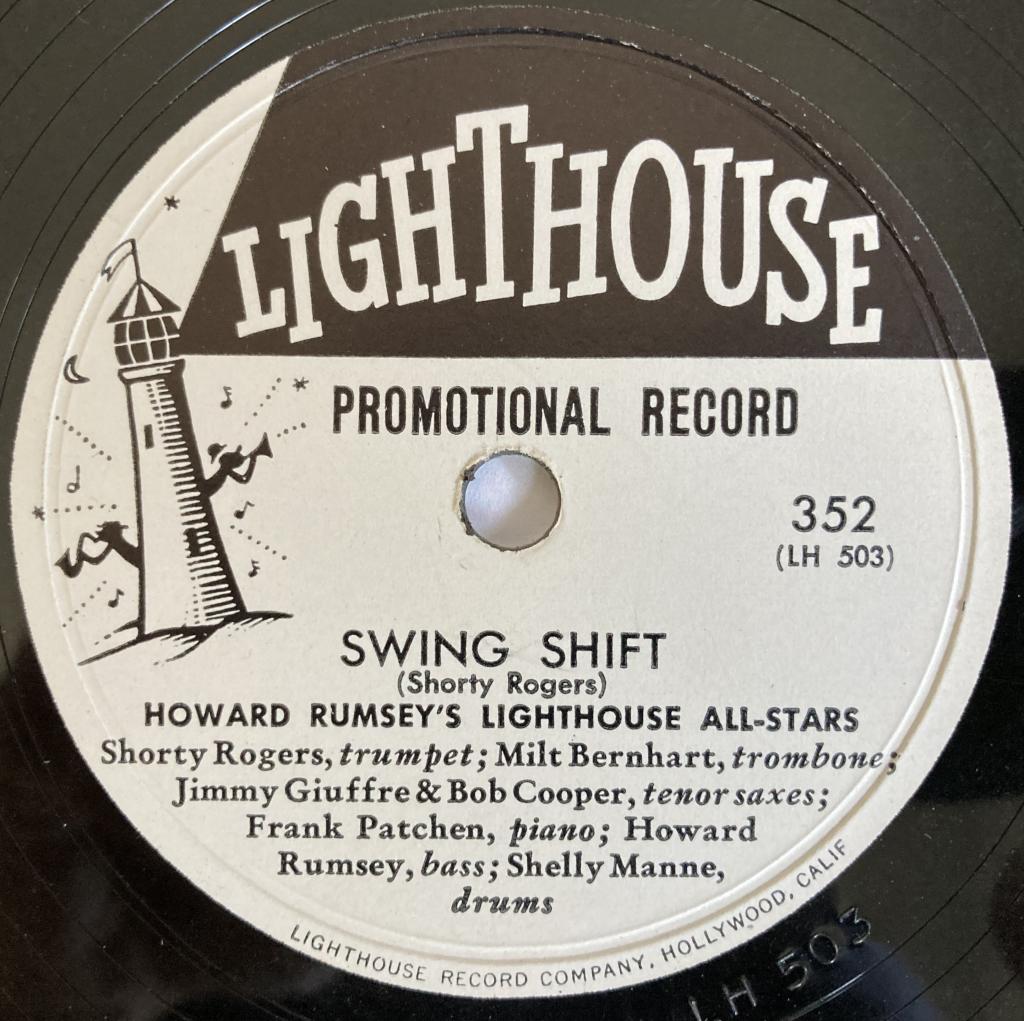 LIGHTHOUSE
PROMOTIONAL RECORD
352
(LH 503)
SWING SHIFT
(Shorty Rogers)
HOWARD RUMSEY'S LIGHTHOUSE ALL-STARS
Shorty Rogers, trumpet; Milt Bernhart, trombone;
Jimmy Giuffre & Bob Cooper, tenor saxes;
Frank Patchen, piano; Howard
Rumsey, bass; Shelly Manne,
drums
LIGHTHOUSE RECORD COMPANY, HOLLYWOOD, CALIF
LH 503